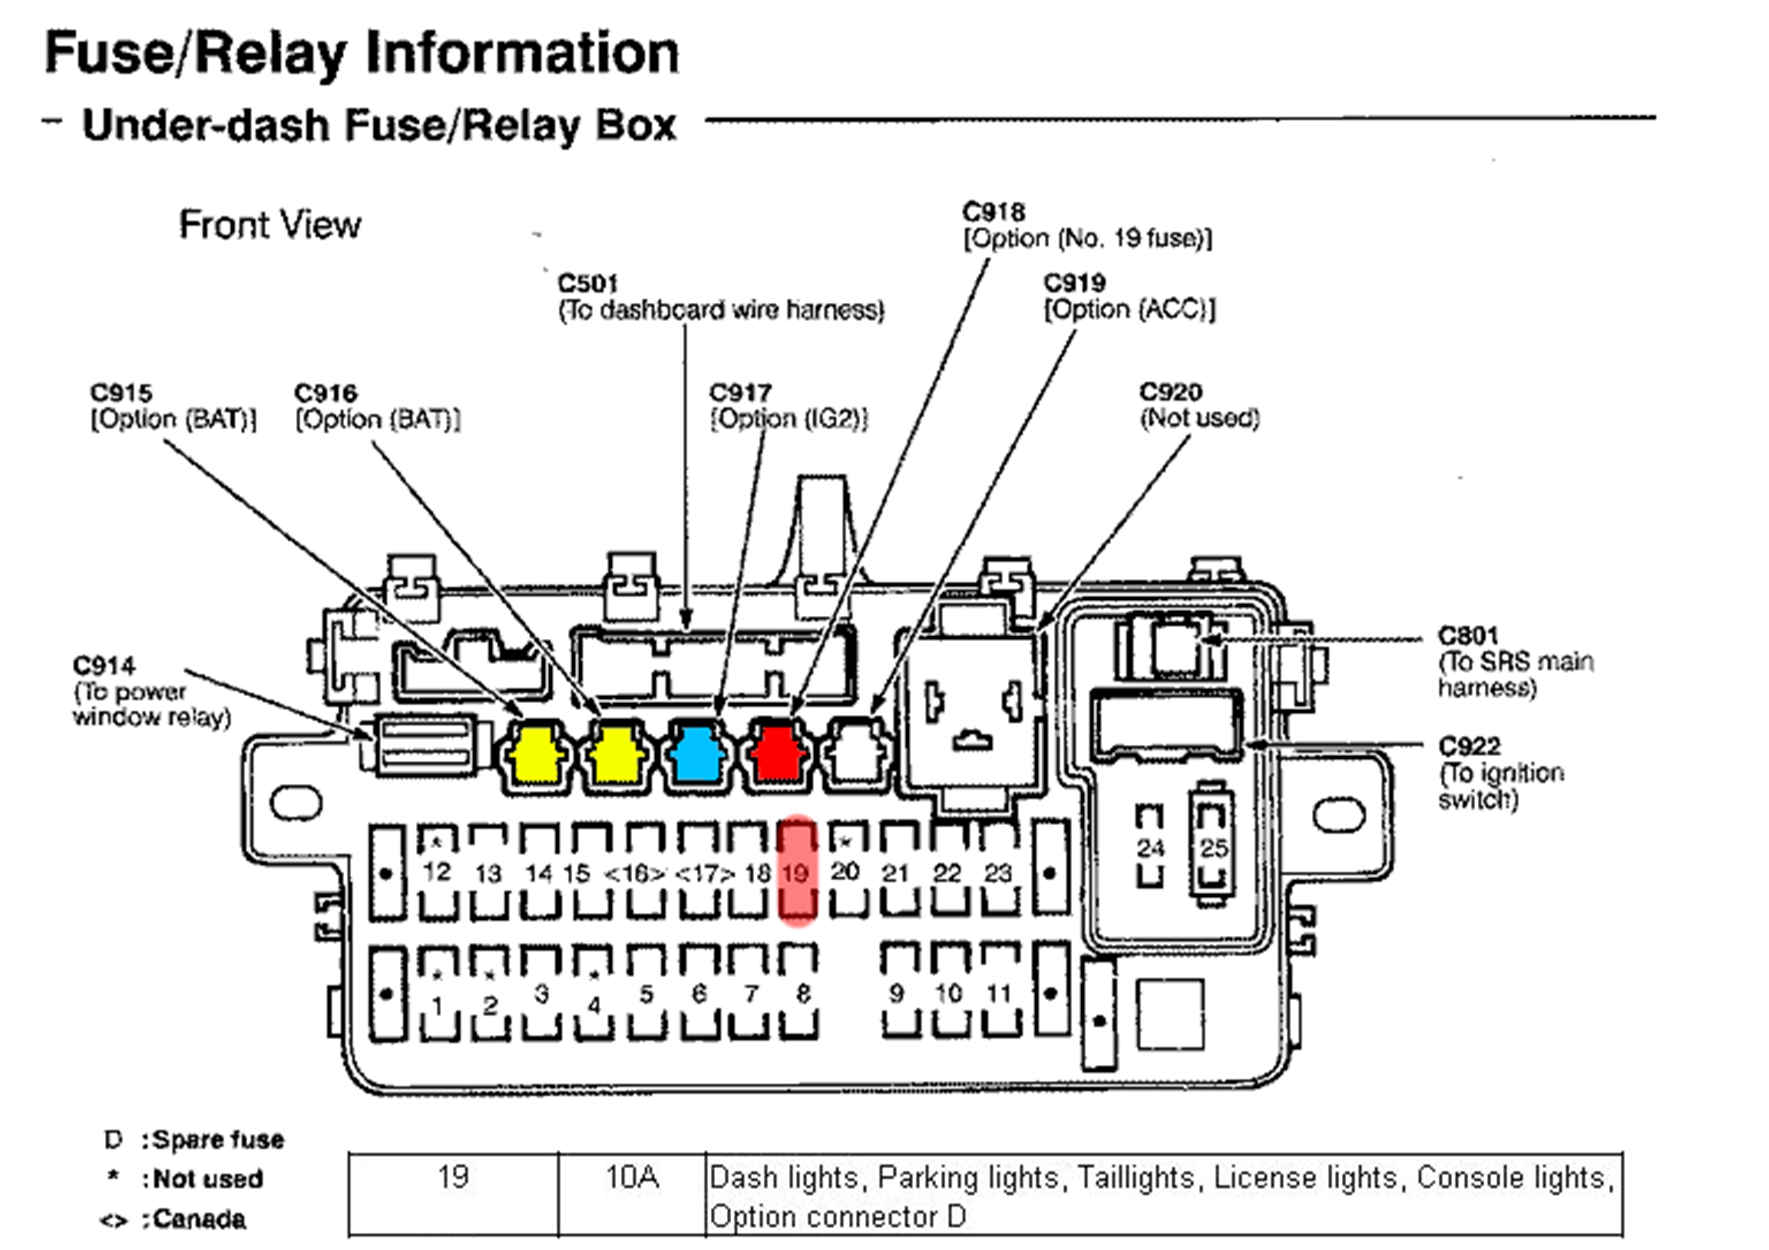 Fuse/Relay Information
- Under-dash Fuse/Relay Box
Front View
C918
[Option (No. 19 fuse)]
C501
(To dashboard wire harness)
C919
[Option (ACC)]
C915
[Option (BAT)]
C916
[Option (BAT)]
C917
[Option (IG2)]
C920
(Not used)
C914
(To power
window relay)
C801
(To SRS main
harness)
C922
(To ignition
switch)
* *
12 13 14 15 <16> <17> 18 19 20 21 22 23
24 25
* * *
1 2 3 4 5 6 7 8 9 10 11
D :Spare fuse
* :Not used
<> :Canada
19 10A Dash lights, Parking lights, Taillights, License lights, Console lights,
Option connector D